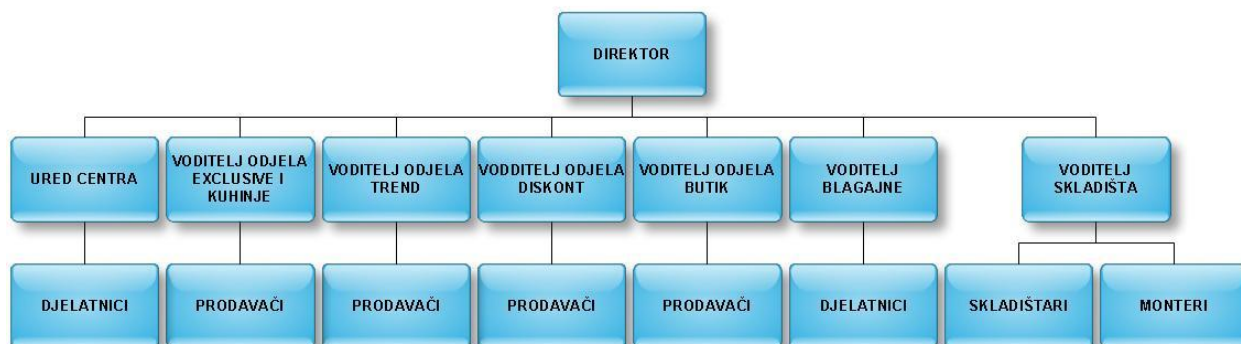 DIREKTOR
URED CENTRA
VODITELJ ODJELA
EXCLUSIVE I
KUHINJE
VODITELJ ODJELA
TREND
VODDITELJ ODJELA
DISKONT
VODITELJ ODJELA
BUTIK
VODITELJ
BLAGAJNE
VODITELJ
SKLADIŠTA
DJELATNICI
PRODAVAČI
PRODAVAČI
PRODAVAČI
PRODAVAČI
DJELATNICI
SKLADIŠTARI
MONTERI